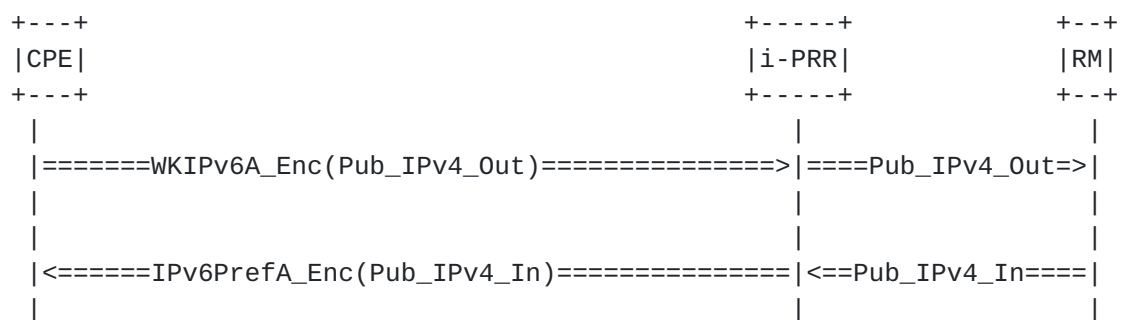 +---+                                      +-----+            +--+
|CPE|                                      |i-PRR|            |RM|
+---+                                      +-----+            +--+
 |                                            |                |
 |=======WKIPv6A_Enc(Pub_IPv4_Out)===============>|====Pub_IPv4_Out=>|
 |                                            |                |
 |                                            |                |
 |<======IPv6PrefA_Enc(Pub_IPv4_In)===============|<==Pub_IPv4_In====|
 |                                            |                |